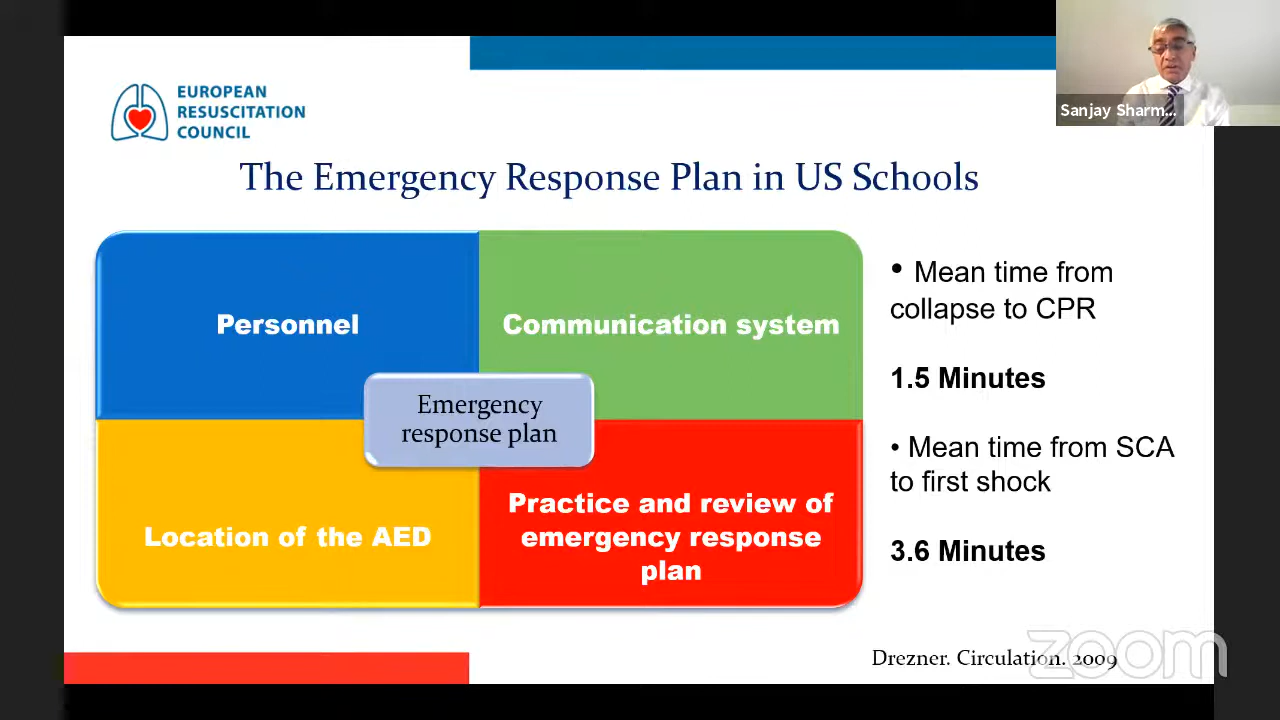 Sanjay Sharm...
EUROPEAN
RESUSCITATION
COUNCIL
The Emergency Response Plan in US Schools
Personnel
Communication system
Emergency
response plan
Location of the AED
Practice and review of
emergency response
plan
• Mean time from
collapse to CPR
1.5 Minutes
• Mean time from SCA
to first shock
3.6 Minutes
Drezner. Circulation. 2009
zoom